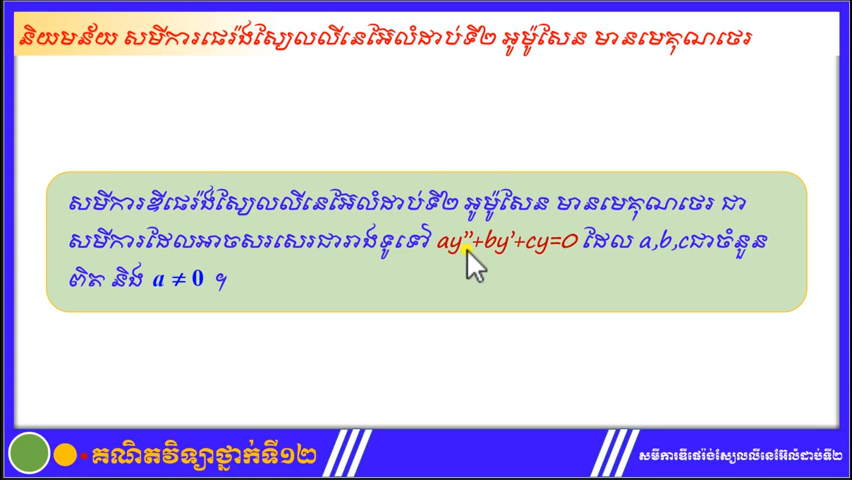 និយមន័យ សមីការផេរ៉ង់ស្យែលលីនេអ៊ែលំដាប់ទី២ អូម៉ូសែន មានមេគុណថេរ
សមីការឌីផេរ៉ង់ស្យែលលីនេអ៊ែលំដាប់ទី២ អូម៉ូសែន មានមេគុណថេរ ជា
សមីការដែលអាចសរសេរជារាងទូទៅ ay”+by’+cy=0 ដែល a,b,cជាចំនួន
ពិត និង a ≠ 0 ។
គណិតវិទ្យាថ្នាក់ទី១២
សមីការឌីផេរ៉ង់ស្យែលលីនេអ៊ែលំដាប់ទី២